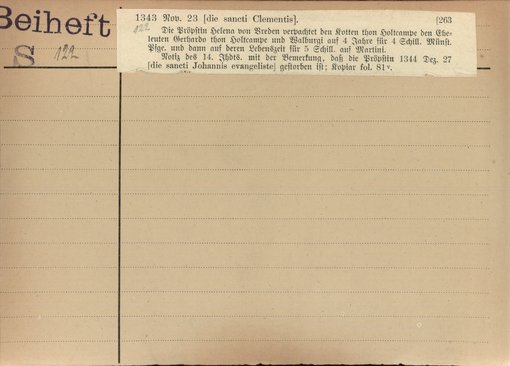 Beiheft
S 122
1343 Nov. 23 [die sancti Clementis]. [263
122 Die Pröpstin Helena von Vreden verpachtet den Kotten thon Holtcampe den Ehe-
leuten Gerhardo thon Holtcampe und Walburgi auf 4 Jahre für 4 Schill. Münst.
Pfge. und dann auf deren Lebenszeit für 5 Schill. auf Martini.
Notiz des 14. Jhdts. mit der Bemerkung, daß die Pröpstin 1344 Dez. 27
[die sancti Johannis evangeliste] gestorben ist; Kopiar fol. 81v.